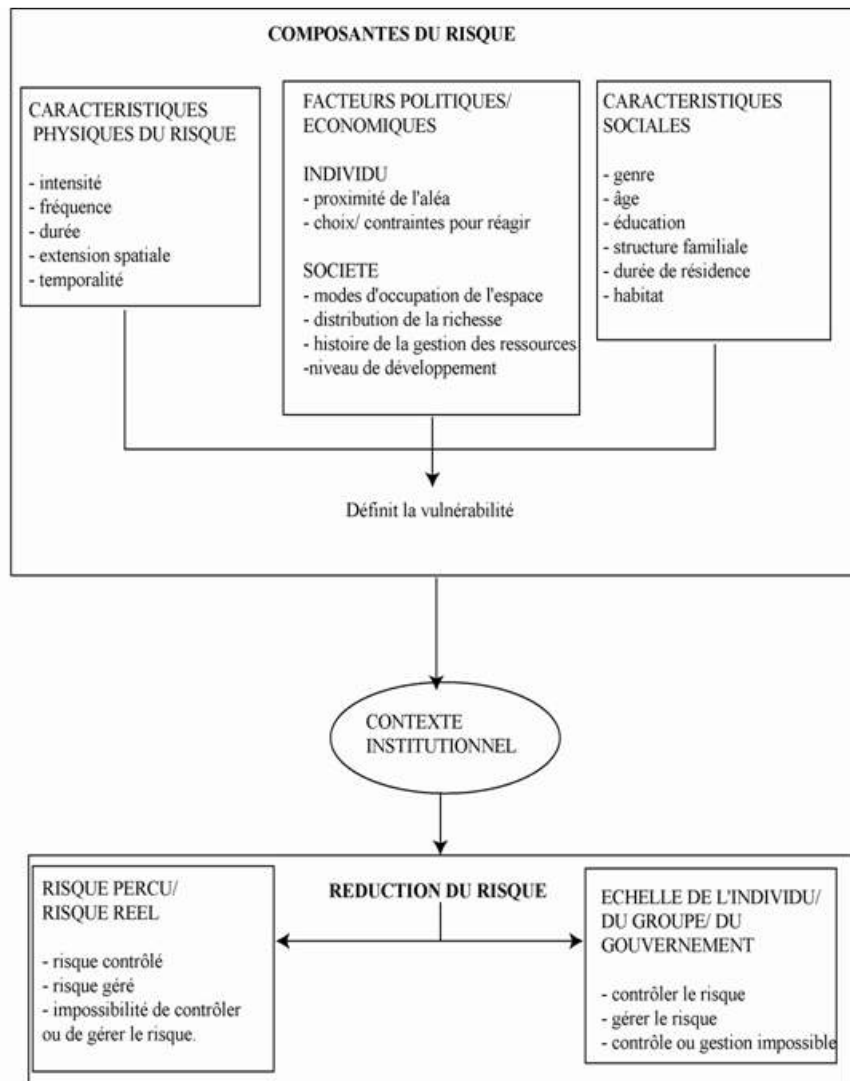 COMPOSANTES DU RISQUE
CARACTERISTIQUES
PHYSIQUES DU RISQUE
- intensité
- fréquence
- durée
- extension spatiale
- temporalité
FACTEURS POLITIQUES/
ECONOMIQUES
INDIVIDU
- proximité de l'aléa
- choix/ contraintes pour réagir
SOCIETE
- modes d'occupation de l'espace
- distribution de la richesse
- histoire de la gestion des ressources
-niveau de développement
CARACTERISTIQUES
SOCIALES
- genre
- âge
- éducation
- structure familiale
- durée de résidence
- habitat
Définit la vulnérabilité
CONTEXTE
INSTITUTIONNEL
REDUCTION DU RISQUE
RISQUE PERCU/
RISQUE REEL
- risque contrôlé
- risque géré
- impossibilité de contrôler
ou de gérer le risque.
ECHELLE DE L'INDIVIDU/
DU GROUPE/ DU
GOUVERNEMENT
- contrôler le risque
- gérer le risque
- contrôle ou gestion impossible